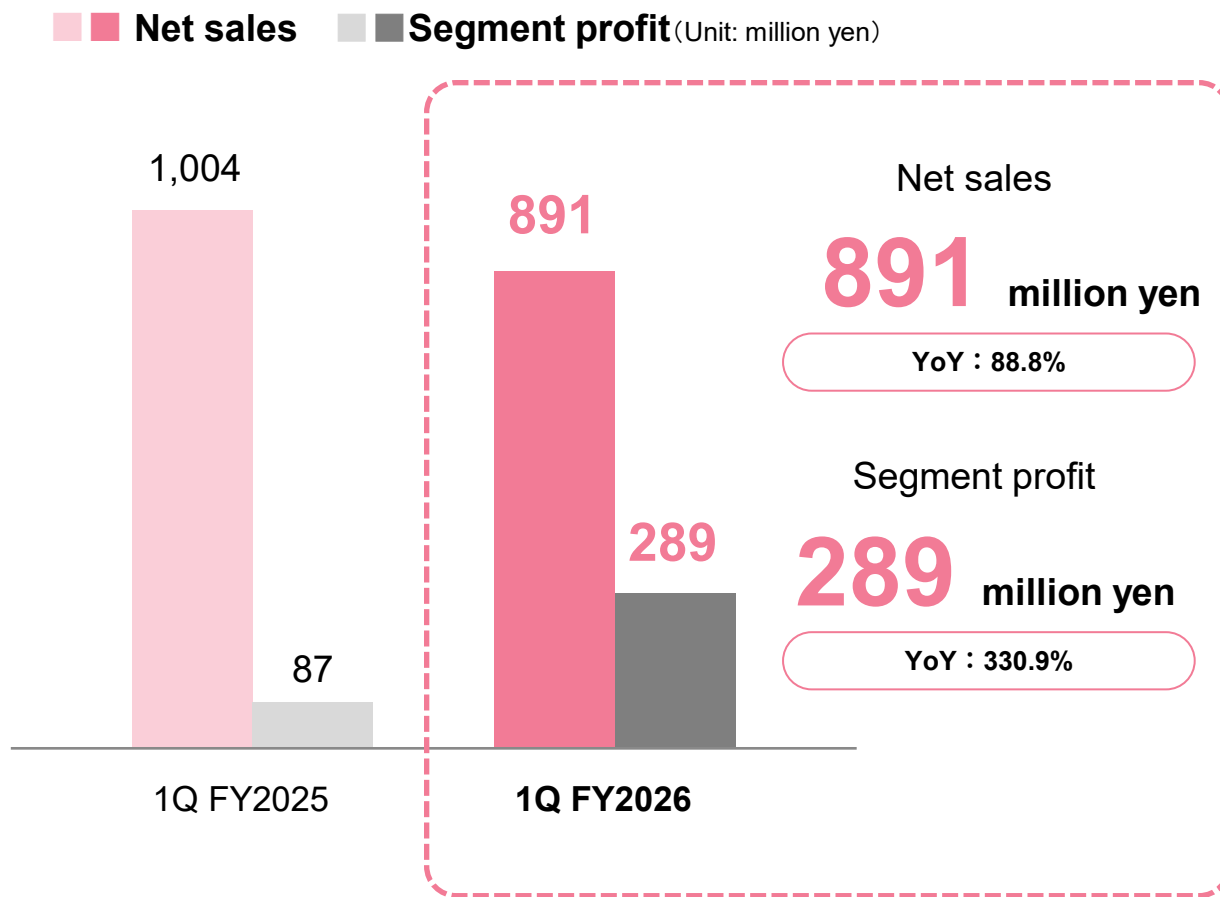 Net sales Segment profit（Unit: million yen）
1,004
87
1Q FY2025
891
289
1Q FY2026
Net sales
891 million yen
YoY：88.8%
Segment profit
289 million yen
YoY：330.9%